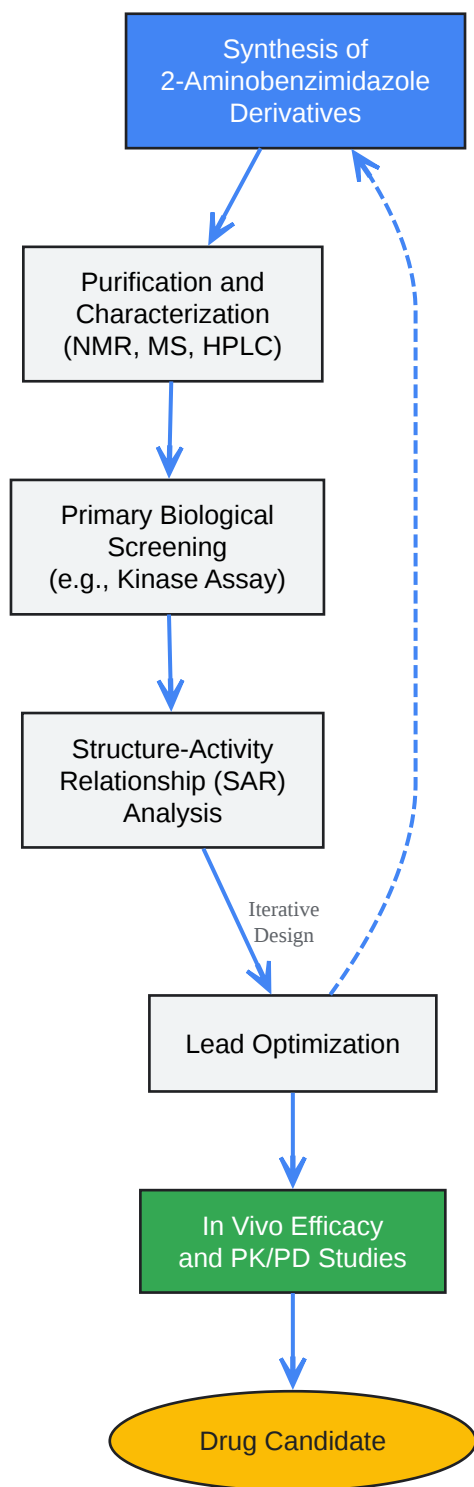 Synthesis of
2-Aminobenzimidazole
Derivatives
Purification and
Characterization
(NMR, MS, HPLC)
Primary Biological
Screening
(e.g., Kinase Assay)
Structure-Activity
Relationship (SAR)
Analysis
Iterative
Design
Lead Optimization
In Vivo Efficacy
and PK/PD Studies
Drug Candidate